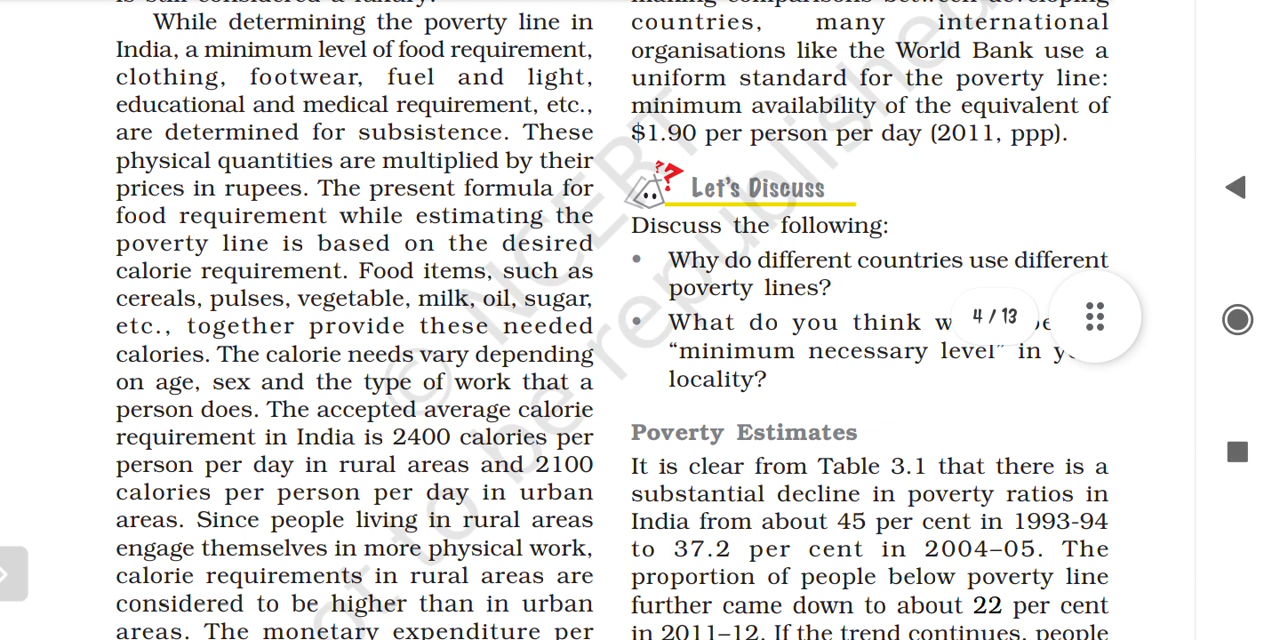 While determining the poverty line in
India, a minimum level of food requirement,
clothing, footwear, fuel and light,
educational and medical requirement, etc.,
are determined for subsistence. These
physical quantities are multiplied by their
prices in rupees. The present formula for
food requirement while estimating the
poverty line is based on the desired
calorie requirement. Food items, such as
cereals, pulses, vegetable, milk, oil, sugar,
etc., together provide these needed
calories. The calorie needs vary depending
on age, sex and the type of work that a
person does. The accepted average calorie
requirement in India is 2400 calories per
person per day in rural areas and 2100
calories per person per day in urban
areas. Since people living in rural areas
engage themselves in more physical work,
calorie requirements in rural areas are
considered to be higher than in urban
areas. The monetary expenditure per
countries, many international
organisations like the World Bank use a
uniform standard for the poverty line:
minimum availability of the equivalent of
$1.90 per person per day (2011, ppp).
Let's Discuss
Discuss the following:
• Why do different countries use different
poverty lines?
• What do you think
"minimum necessary level" in
locality?
4 / 13
Poverty Estimates
It is clear from Table 3.1 that there is a
substantial decline in poverty ratios in
India from about 45 per cent in 1993-94
to 37.2 per cent in 2004–05. The
proportion of people below poverty line
further came down to about 22 per cent
in 2011–12. If the trend continues, people
© NCERT
not to be republished